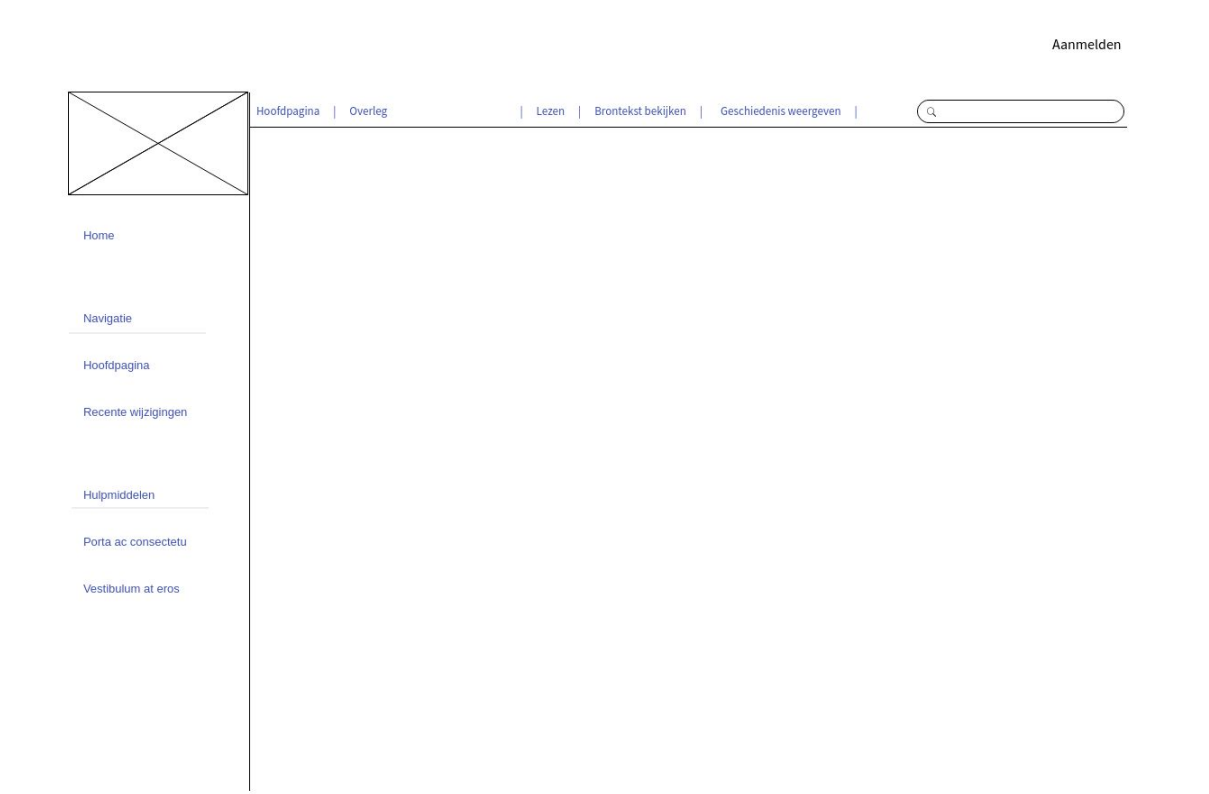 Aanmelden
Hoofdpagina | Overleg | Lezen | Brontekst bekijken | Geschiedenis weergeven |
Home
Navigatie
Hoofdpagina
Recente wijzigingen
Hulpmiddelen
Porta ac consectetu
Vestibulum at eros